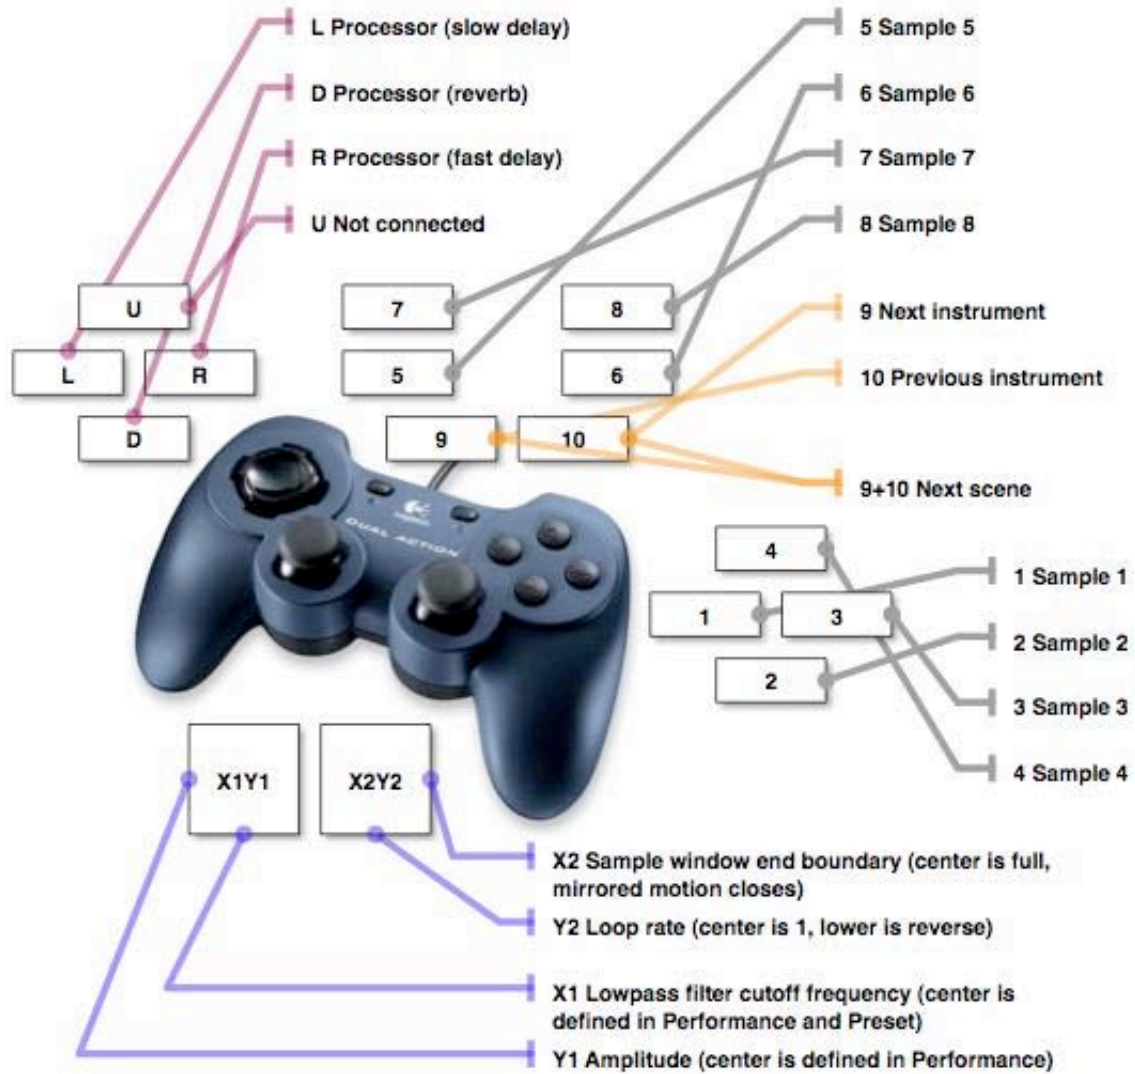 L Processor (slow delay)
D Processor (reverb)
R Processor (fast delay)
U Not connected
5 Sample 5
6 Sample 6
7 Sample 7
8 Sample 8
9 Next instrument
10 Previous instrument
9+10 Next scene
U
L
R
D
7
8
5
6
9
10
Logitech
DUAL ACTION
4
1
3
2
1 Sample 1
2 Sample 2
3 Sample 3
4 Sample 4
X1Y1
X2Y2
X2 Sample window end boundary (center is full,
mirrored motion closes)
Y2 Loop rate (center is 1, lower is reverse)
X1 Lowpass filter cutoff frequency (center is
defined in Performance and Preset)
Y1 Amplitude (center is defined in Performance)